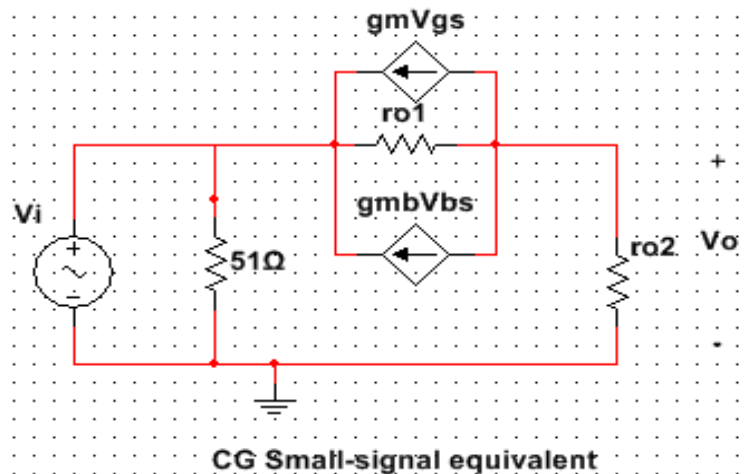 gmVgs
ro1
gmbVbs
Vi
+
-
51Ω
ro2
+
Vo
-
CG Small-signal equivalent